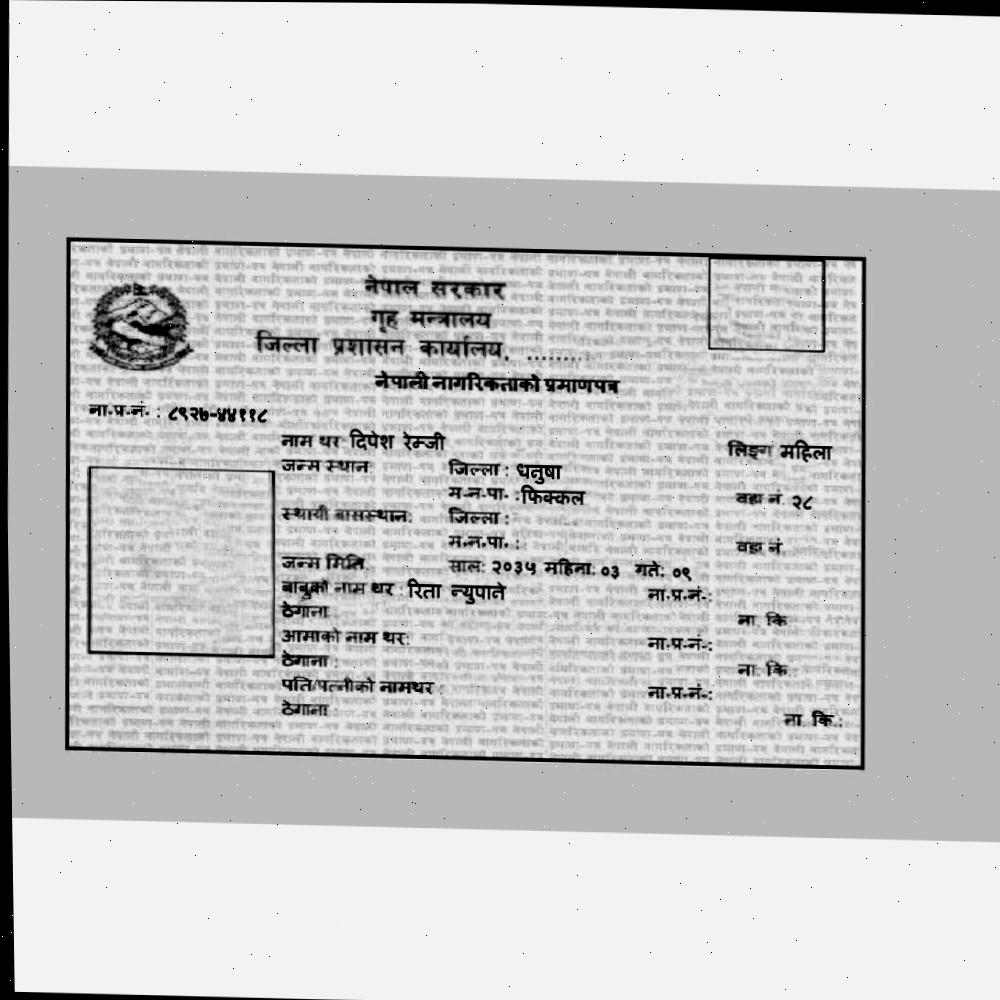 नेपाल सरकार
गृह मन्त्रालय
जिल्ला प्रशासन कार्यालय, .........
नेपाली नागरिकताको प्रमाणपत्र
ना.प्र.नं. : ८९२७-४४११८
नाम थर दिपेश रेग्जी लिङ्ग महिला
जन्म स्थान जिल्ला : धनुषा
म.न.पा. : फिक्कल वडा नं. २८
स्थायी बासस्थान: जिल्ला :
म.न.पा. : वडा नं
जन्म मिति साल: २०३५ महिना: ०३ गते: ०९
बाबुको नाम थर : रिता न्युपाते ना.प्र.नं.:
ठेगाना ना कि
आमाको नाम थर: ना.प्र.नं.:
ठेगाना : ना कि
पति/पत्नीको नामथर : ना.प्र.नं.:
ठेगाना ना कि.: